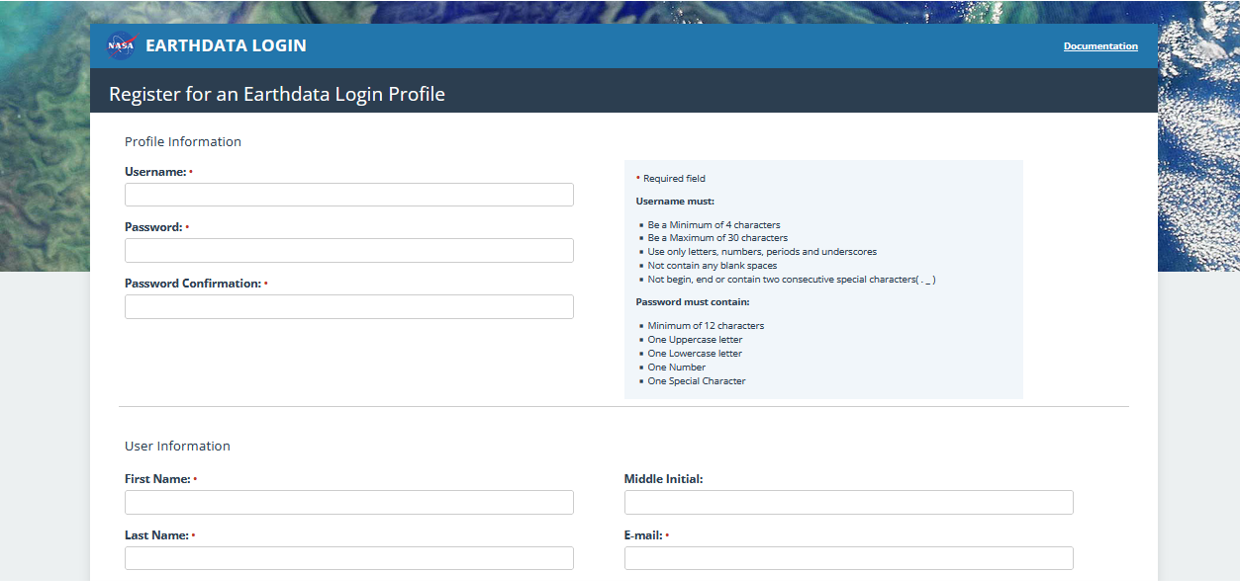 NASA
EARTHDATA LOGIN
Documentation
Register for an Earthdata Login Profile
Profile Information
Username: •
Password: •
Password Confirmation: •
• Required field
Username must:
▪ Be a Minimum of 4 characters
▪ Be a Maximum of 30 characters
▪ Use only letters, numbers, periods and underscores
▪ Not contain any blank spaces
▪ Not begin, end or contain two consecutive special characters( . _ )
Password must contain:
▪ Minimum of 12 characters
▪ One Uppercase letter
▪ One Lowercase letter
▪ One Number
▪ One Special Character
User Information
First Name: •
Middle Initial:
Last Name: •
E-mail: •